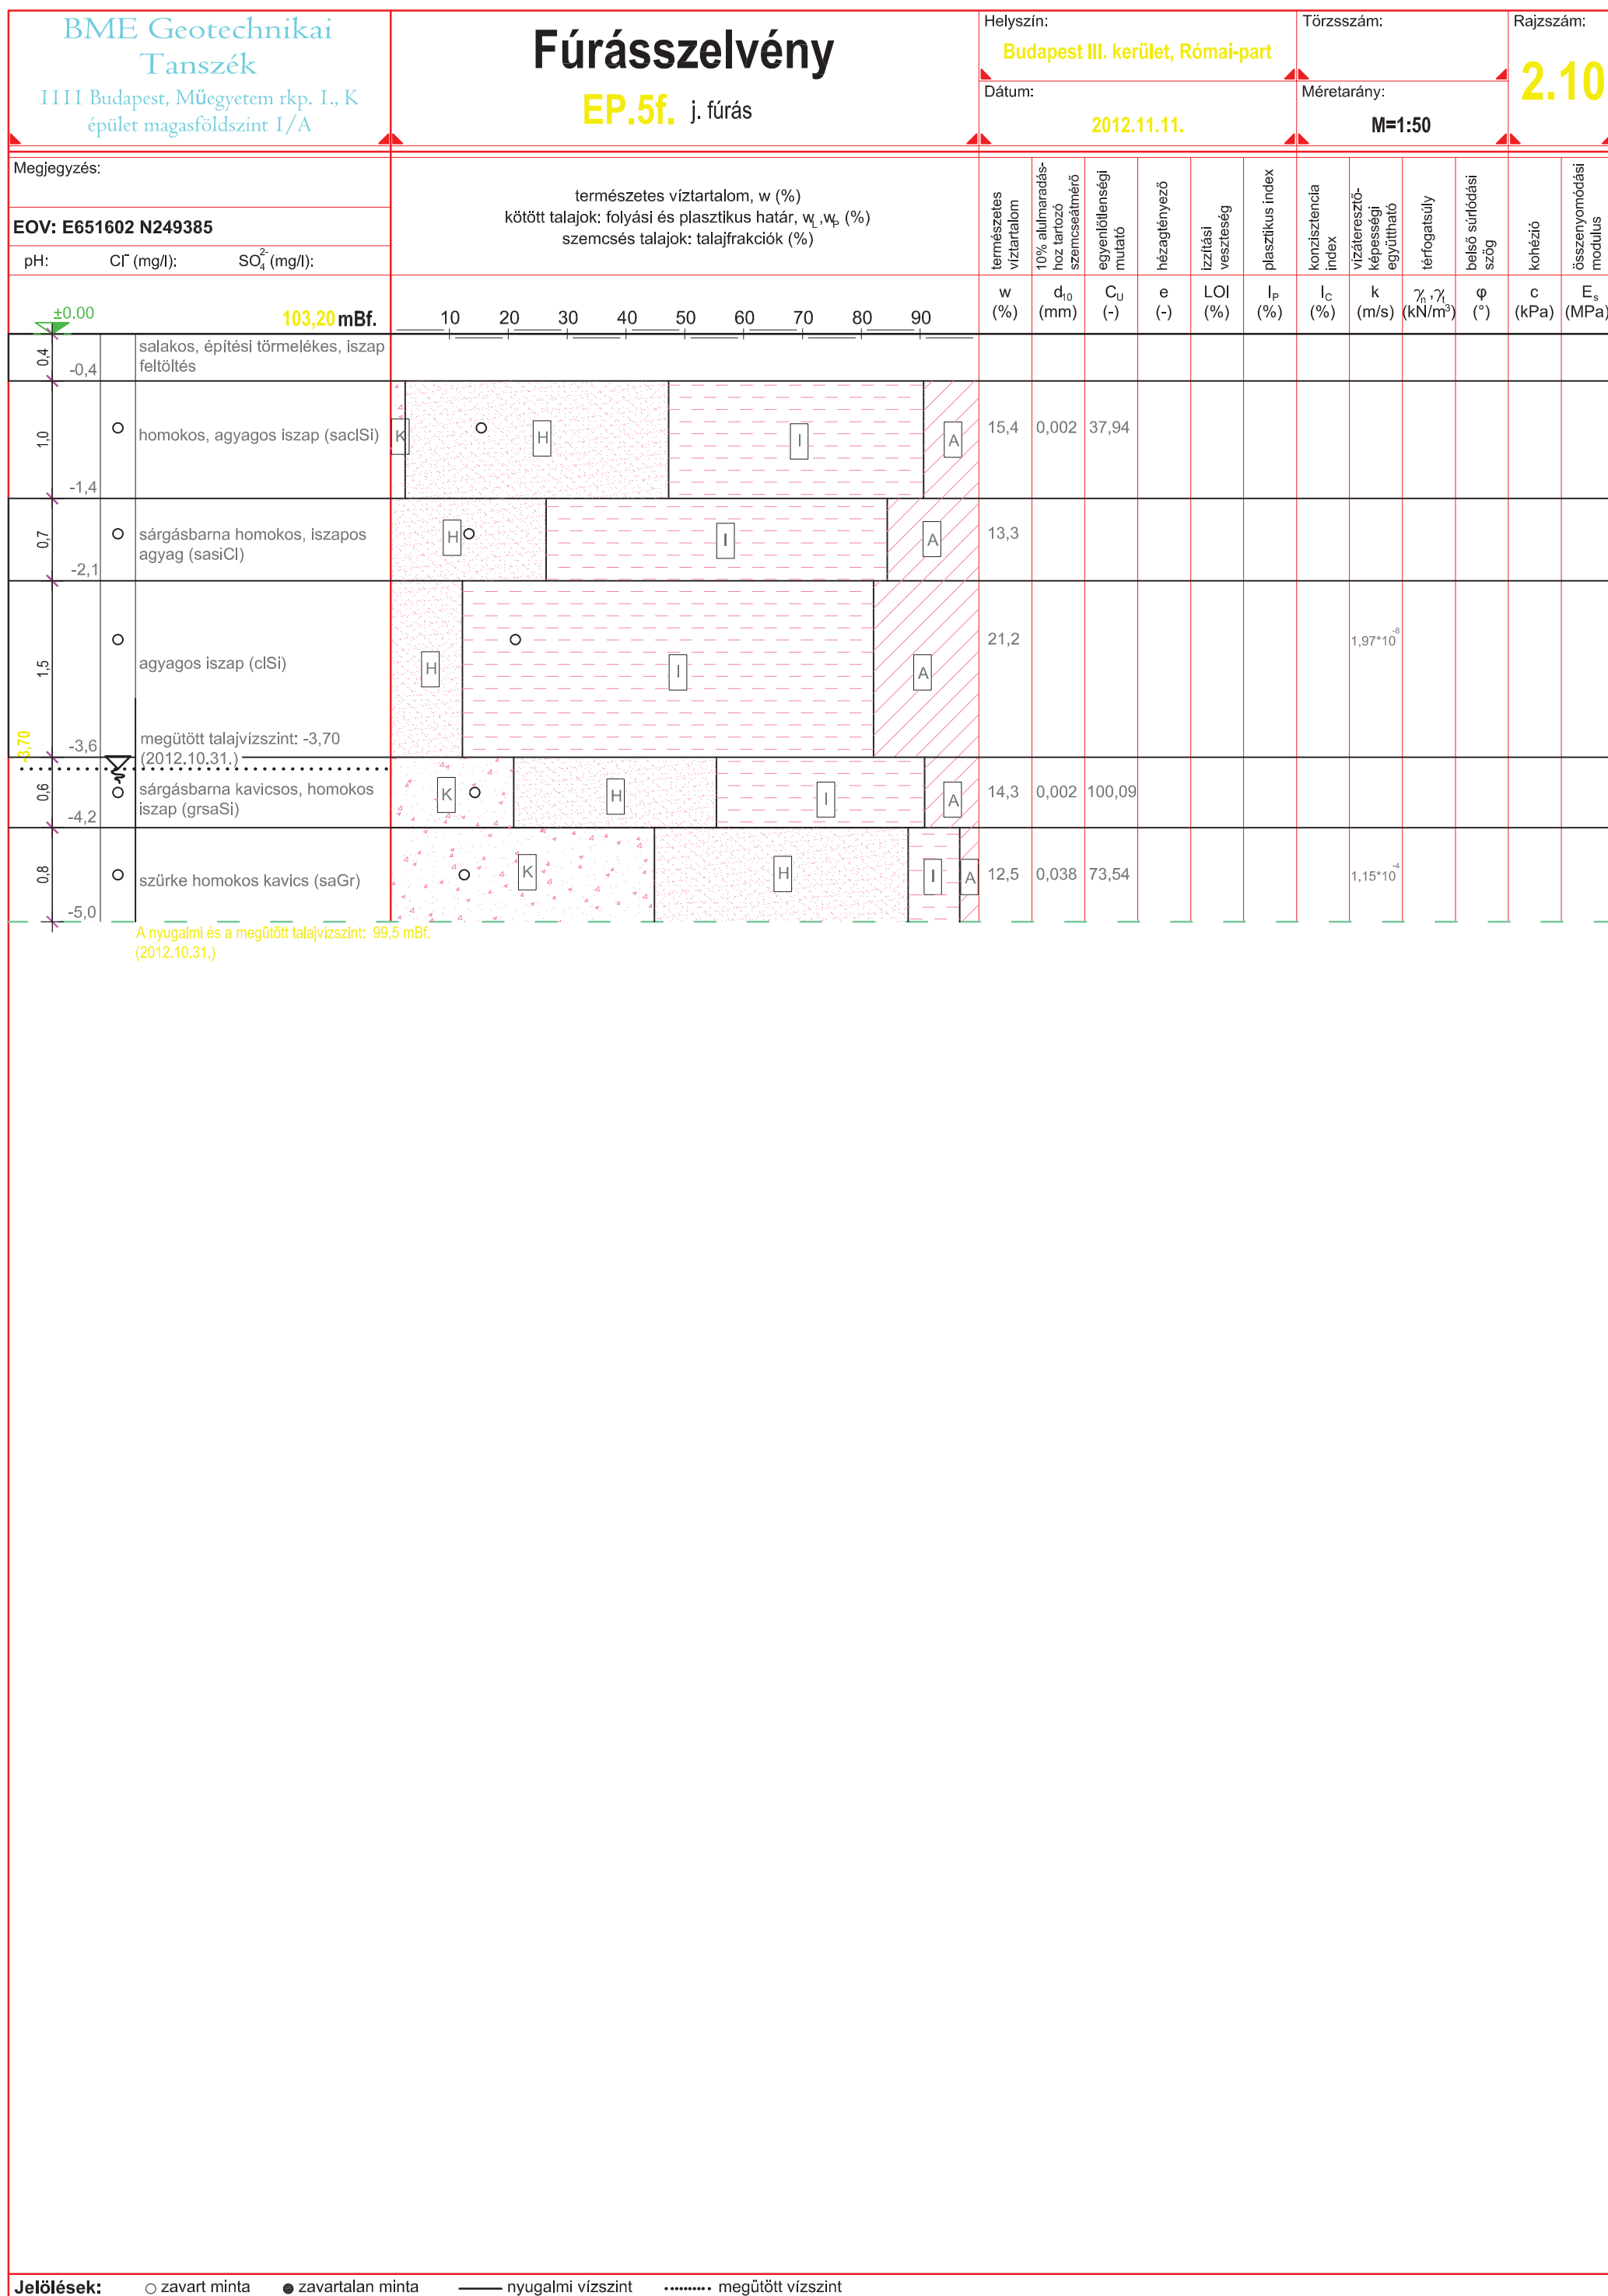 BME Geotechnikai
Tanszék
1111 Budapest, Műegyetem rkp. 1., K
épület magasföldszint 1/A
Fúrásszelvény
EP.5f. j. fúrás
Helyszín:
Budapest III. kerület, Római-part
Törzsszám:
Rajzszám:
2.10
Dátum:
2012.11.11.
Méretarány:
M=1:50
Megjegyzés:
EOV: E651602 N249385
pH: Cl⁻ (mg/l): SO₄²⁻ (mg/l):
±0.00
103,20 mBf.
természetes víztartalom, w (%)
kötött talajok: folyási és plasztikus határ, wL,wP (%)
szemcsés talajok: talajfrakciók (%)
10 20 30 40 50 60 70 80 90
természetes
víztartalom
10% alulmaradás-
hoz tartozó
szemcseátmérő
egyenlőtlenségi
mutató
hézagtényező
izzítási
veszteség
plasztikus index
konzisztencia
index
vízáteresztő-
képességi
együttható
térfogatsúly
belső súrlódási
szög
kohézió
összenyomódási
modulus
w d₁₀ CU e LOI IP IC k γn,γt φ c Es
(%) (mm) (-) (-) (%) (%) (%) (m/s) (kN/m³) (°) (kPa) (MPa)
0,4
-0,4
salakos, építési törmelékes, iszap
feltöltés
1,0
-1,4
homokos, agyagos iszap (saclSi)
K H I A
15,4 0,002 37,94
0,7
-2,1
sárgásbarna homokos, iszapos
agyag (sasiCl)
H I A
13,3
1,5
-3,6
agyagos iszap (clSi)
H I A
21,2 1,97*10⁻⁸
-3,70
megütött talajvízszint: -3,70
(2012.10.31.)
0,6
-4,2
sárgásbarna kavicsos, homokos
iszap (grsaSi)
K H I A
14,3 0,002 100,09
0,8
-5,0
szürke homokos kavics (saGr)
K H I A
12,5 0,038 73,54 1,15*10⁻⁴
A nyugalmi és a megütött talajvízszint: 99,5 mBf.
(2012.10.31.)
Jelölések: zavart minta zavartalan minta nyugalmi vízszint megütött vízszint